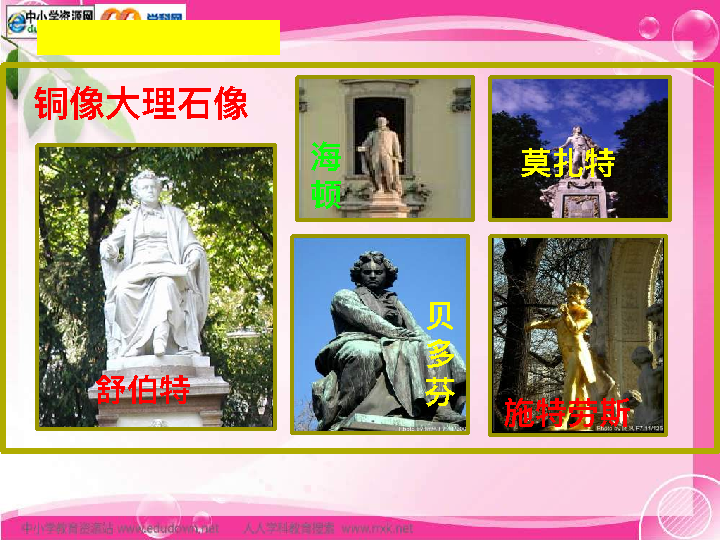 中小学资源网
铜像大理石像
海
顿
莫扎特
舒伯特
贝
多
芬
施特劳斯
中小学教育资源站 www.edudown.net
人人学科教育搜索 www.rrxk.net